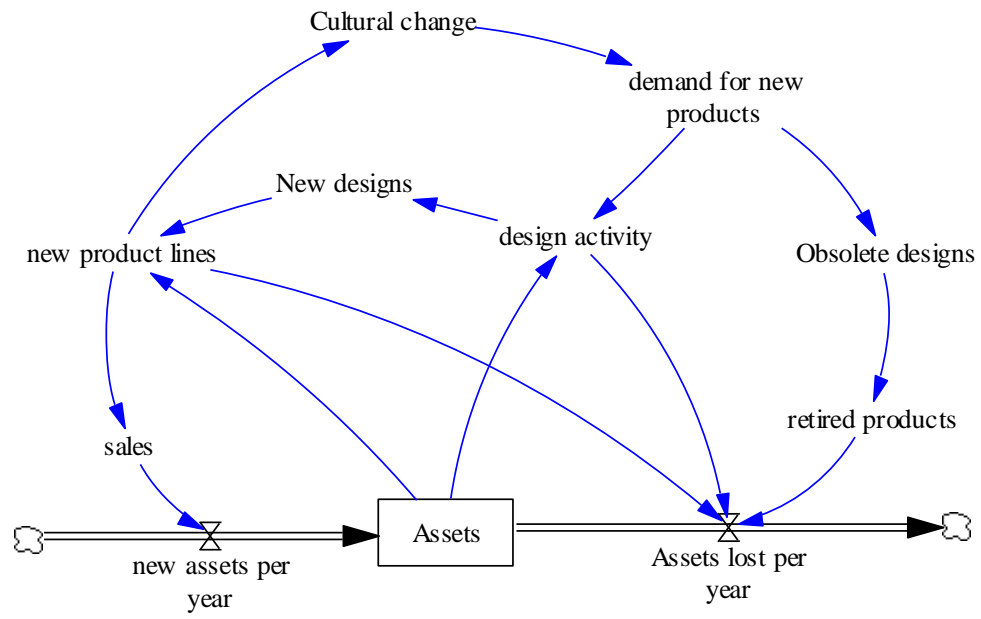 Cultural change
demand for new
products
New designs
design activity
new product lines
Obsolete designs
retired products
sales
Assets
new assets per
year
Assets lost per
year